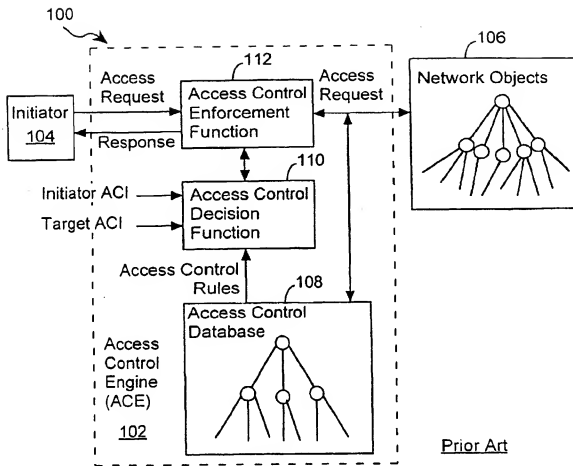 100
112
106
Access
Request
Access Control
Enforcement
Function
Access
Request
Network Objects
Initiator
104
Response
110
Initiator ACI
Target ACI
Access Control
Decision
Function
Access Control
Rules
108
Access Control
Database
Access
Control
Engine
(ACE)
102
Prior Art